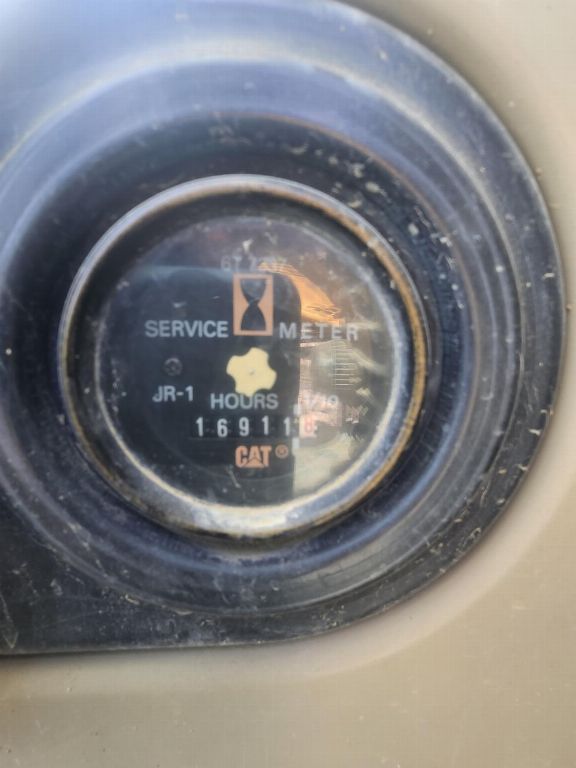 SERVICE METER
JR-1
HOURS 1/10
16911
CAT®